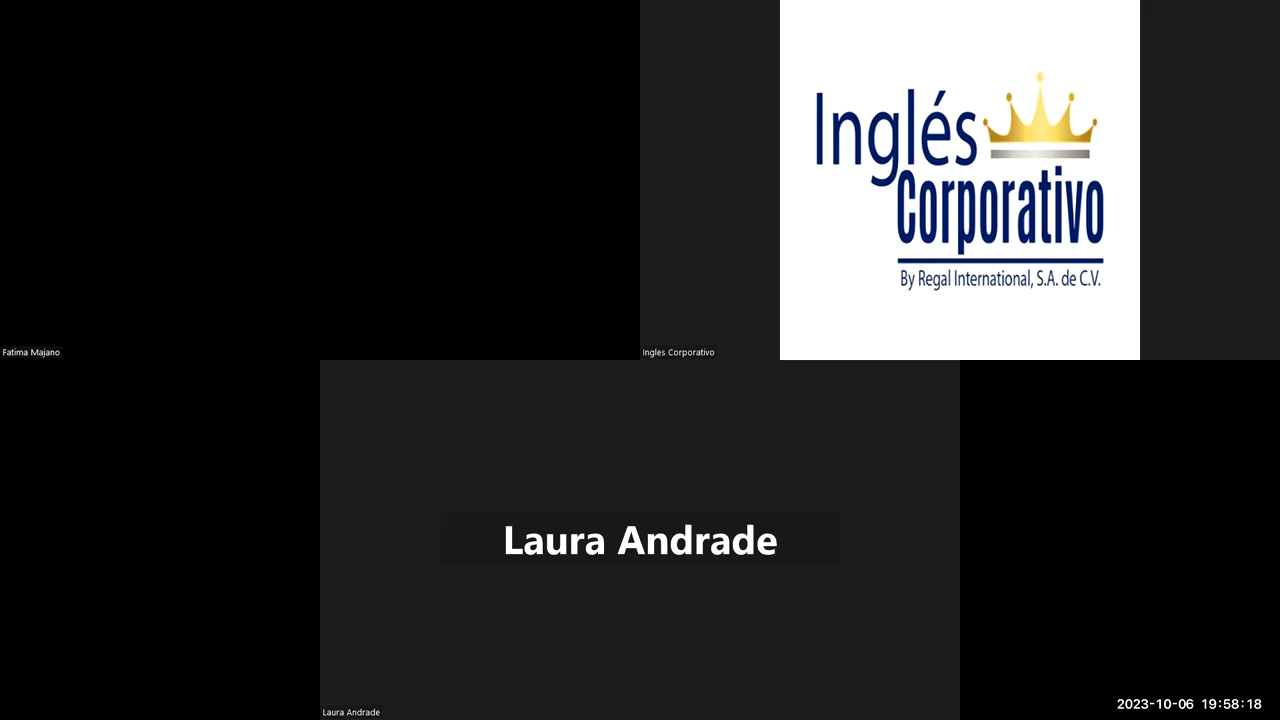 Inglés
Corporativo
By Regal International, S.A. de C.V.
Fatima Majano
Ingles Corporativo
Laura Andrade
Laura Andrade
2023-10-06 19:58:18